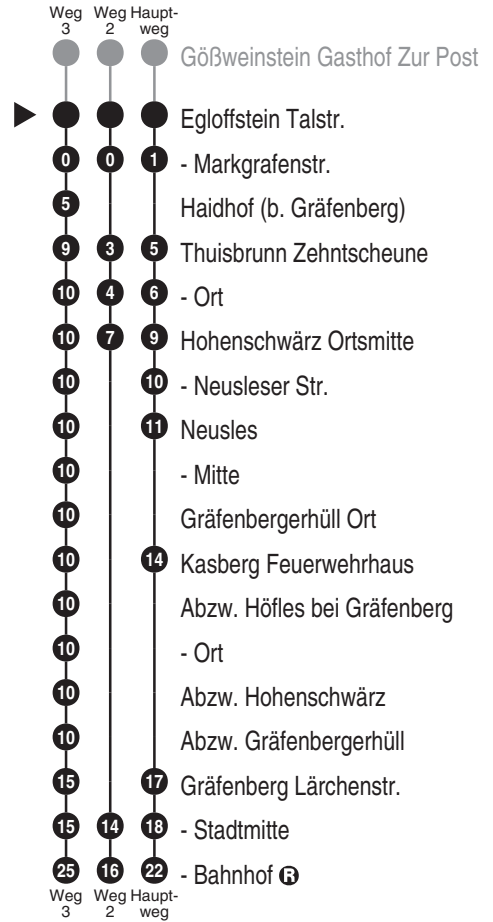 Weg 3 Weg 2 Haupt-weg
Gößweinstein Gasthof Zur Post
Egloffstein Talstr.
0 0 1 - Markgrafenstr.
5 Haidhof (b. Gräfenberg)
9 3 5 Thuisbrunn Zehntscheune
10 4 6 - Ort
10 7 9 Hohenschwärz Ortsmitte
10 10 - Neusleser Str.
10 11 Neusles
10 - Mitte
10 Gräfenbergerhüll Ort
10 14 Kasberg Feuerwehrhaus
10 Abzw. Höfles bei Gräfenberg
10 - Ort
10 Abzw. Hohenschwärz
10 Abzw. Gräfenbergerhüll
15 17 Gräfenberg Lärchenstr.
15 14 18 - Stadtmitte
25 16 22 - Bahnhof R
Weg 3 Weg 2 Haupt-weg